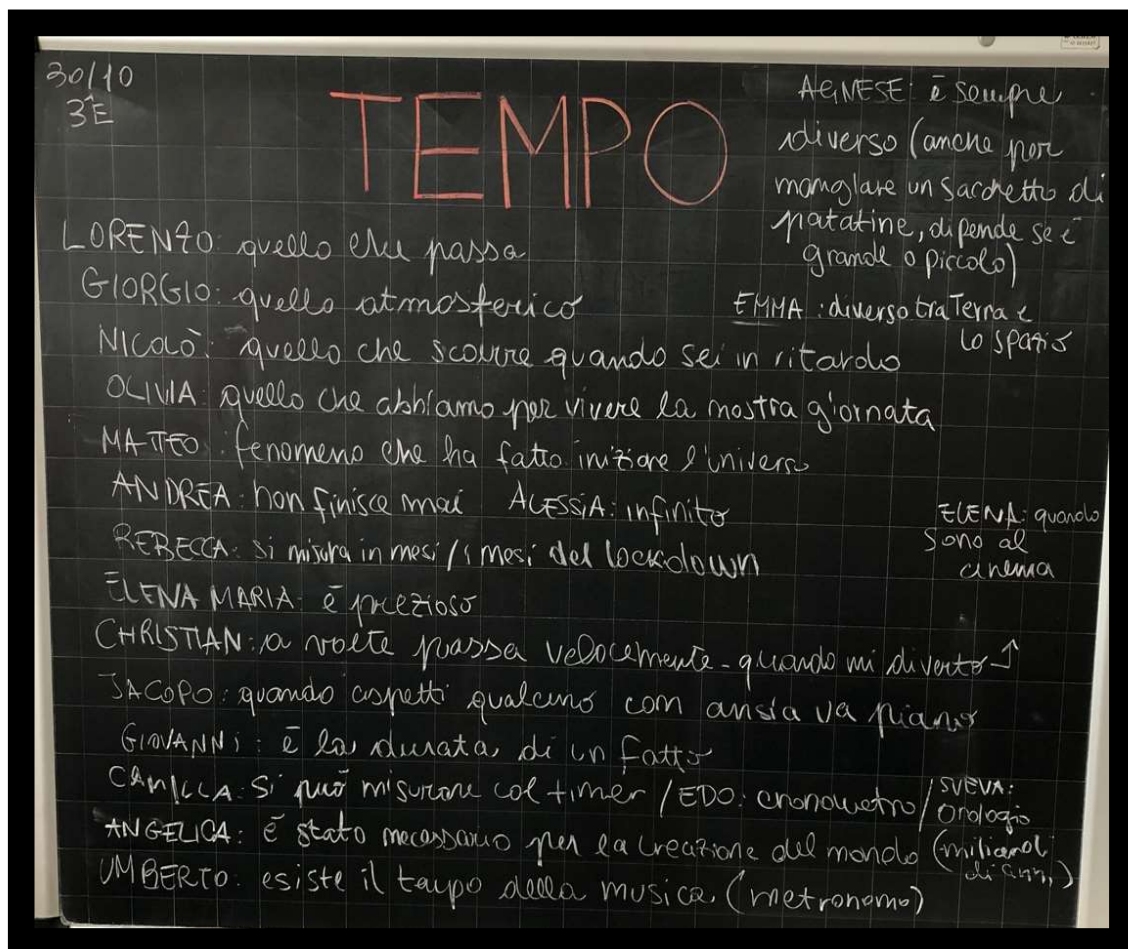 30/10
3^E
TEMPO
AGNESE: è sempre
diverso (anche per
mangiare un sacchetto di
patatine, dipende se è
grande o piccolo)
LORENZO: quello che passa
GIORGIO: quello atmosferico
EMMA: diverso tra Terra e
lo spazio
NICOLÒ: quello che scorre quando sei in ritardo
OLIVIA: quello che abbiamo per vivere la nostra giornata
MATTEO: fenomeno che ha fatto iniziare l'universo
ANDREA: non finisce mai ALESSIA: infinito
ELENA: quando
sono al
cinema
REBECCA: si misura in mesi / i mesi del lockdown
ELENA MARIA: è prezioso
CHRISTIAN: a volte passa velocemente - quando mi diverto
JACOPO: quando aspetti qualcuno con ansia va piano
GIOVANNI: è la durata di un fatto
CAMILLA: si può misurare col timer / EDO: cronometro / SVEVA:
Orologio
ANGELICA: è stato necessario per la creazione del mondo (miliardi
di anni)
UMBERTO: esiste il tempo della musica (metronomo)